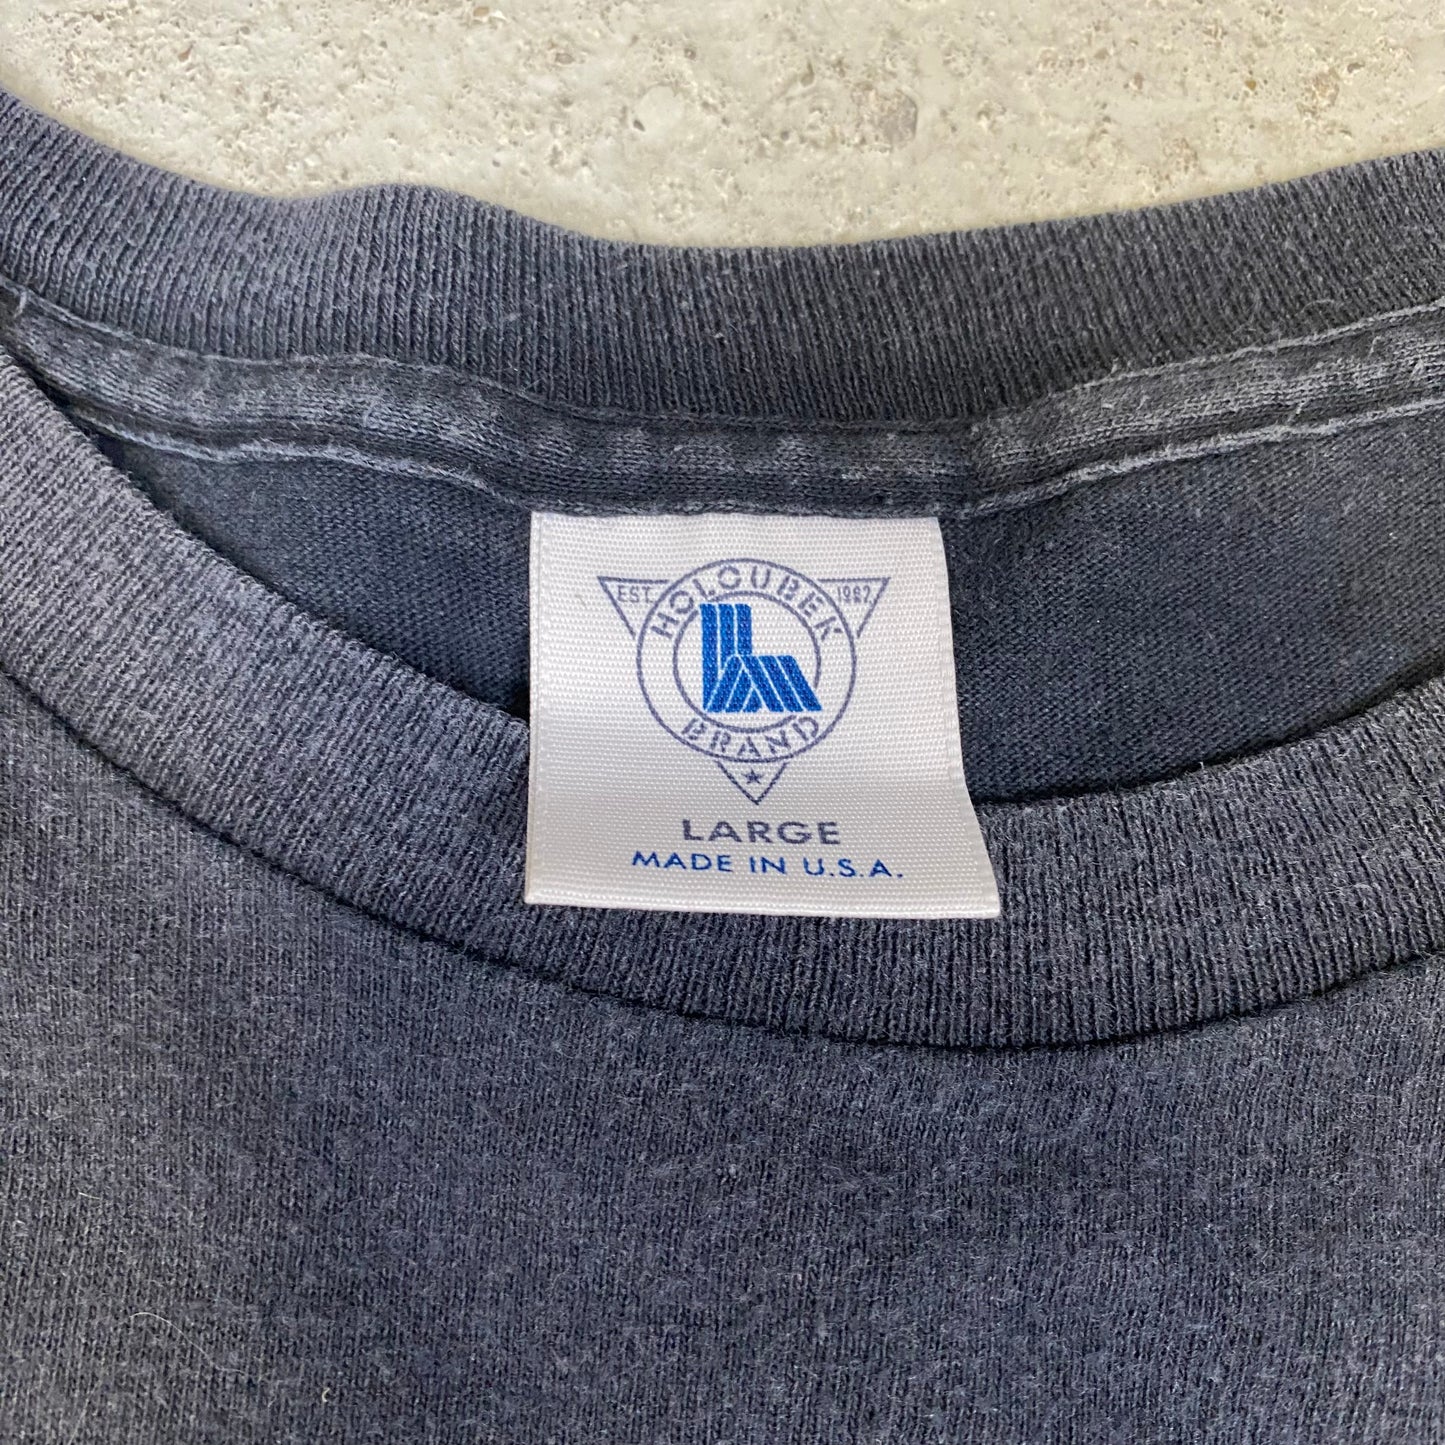 EST. 1982
HOLOUBEK
BRAND
LARGE
MADE IN U.S.A.